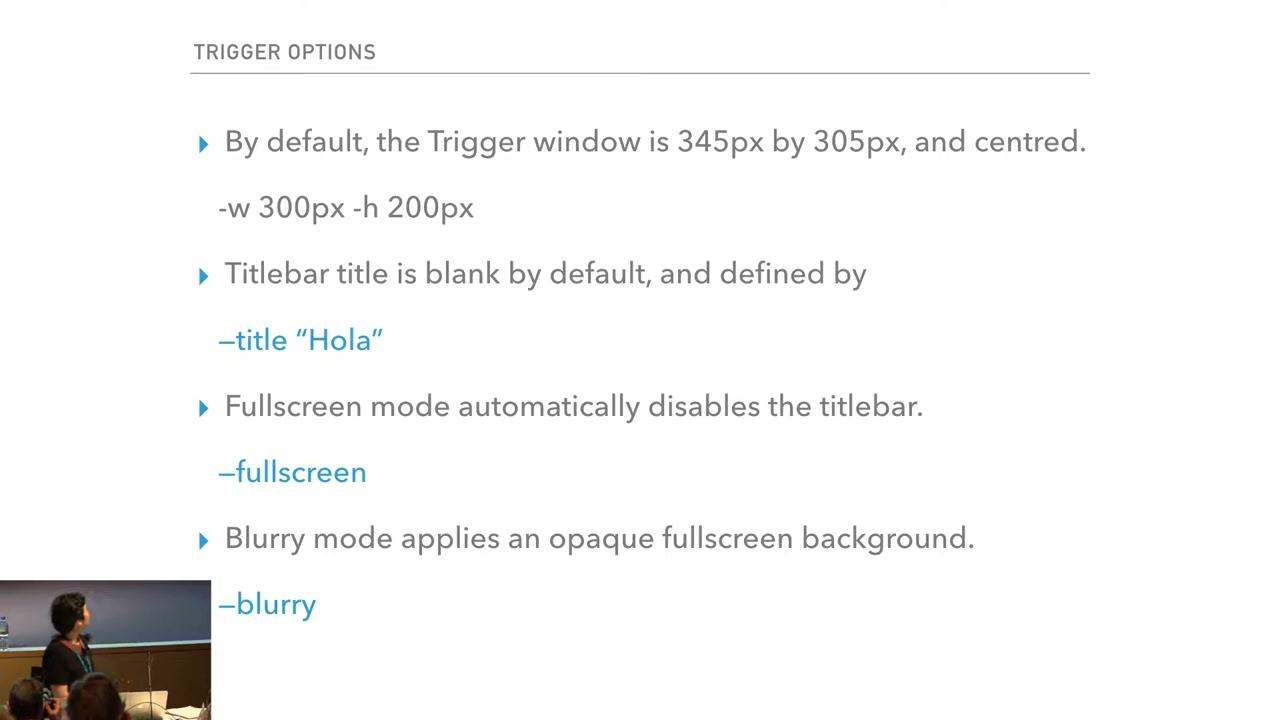 TRIGGER OPTIONS
By default, the Trigger window is 345px by 305px, and centred.
-w 300px -h 200px
Titlebar title is blank by default, and defined by
—title “Hola”
Fullscreen mode automatically disables the titlebar.
—fullscreen
Blurry mode applies an opaque fullscreen background.
—blurry